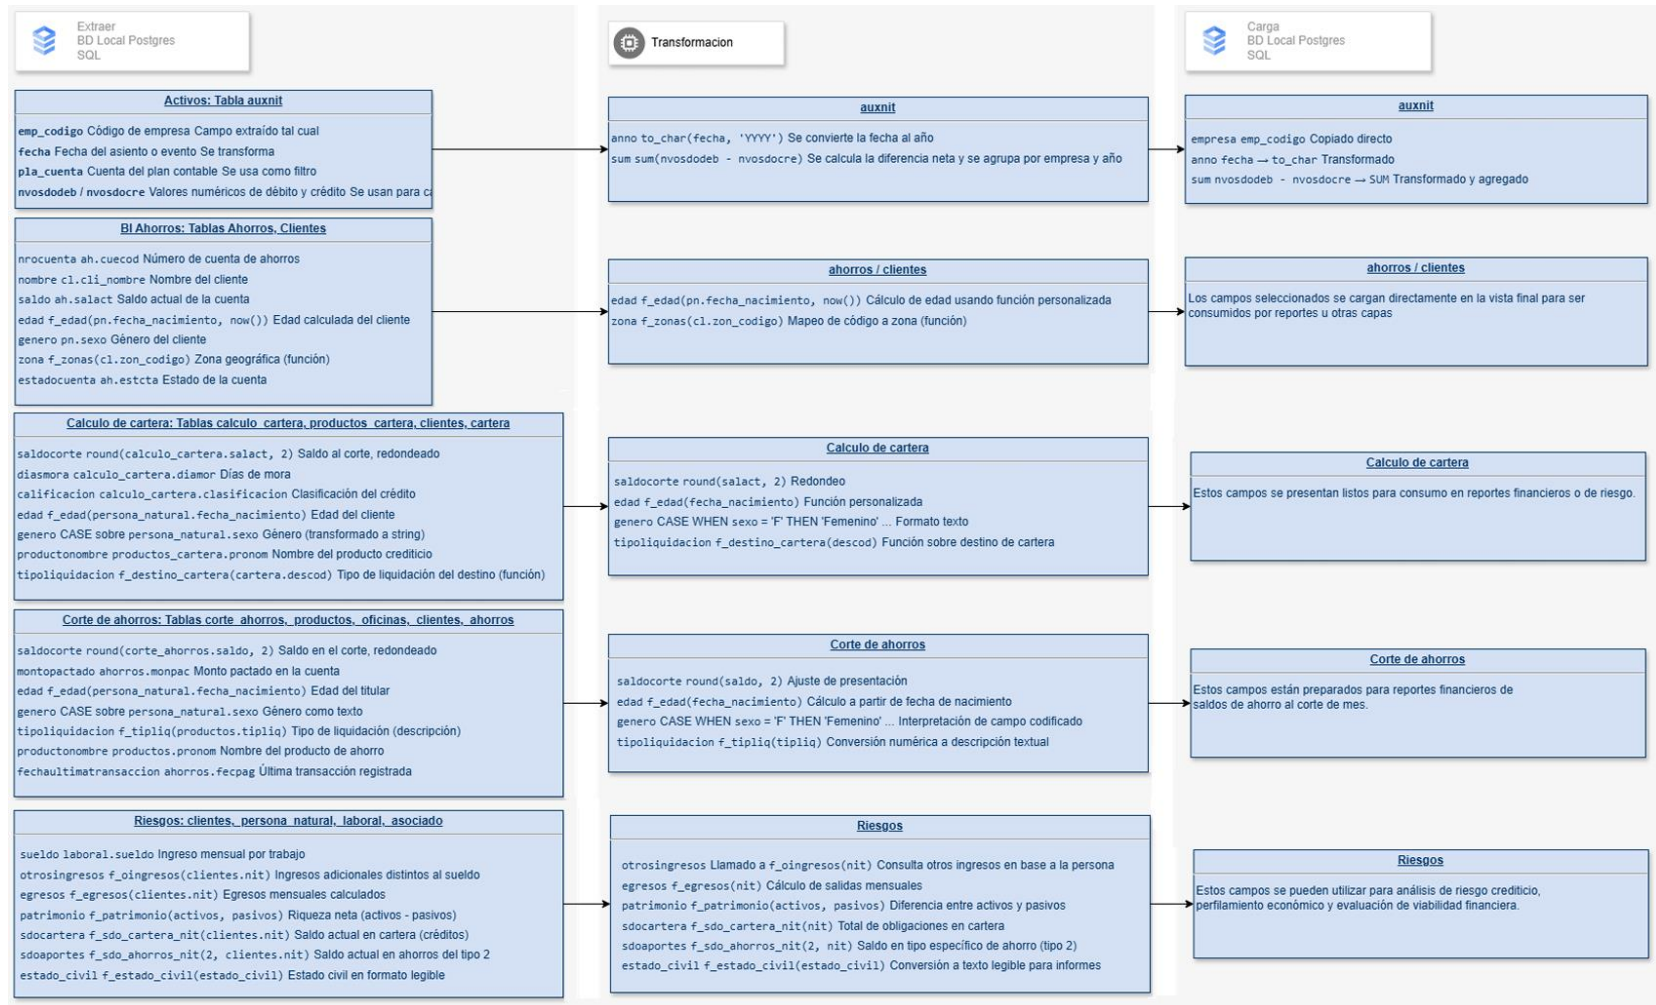 Extraer
BD Local Postgres
SQL
Activos: Tabla auxnit
emp_codigo Código de empresa Campo extraído tal cual
fecha Fecha del asiento o evento Se transforma
pla_cuenta Cuenta del plan contable Se usa como filtro
nvosdodeb / nvosdocre Valores numéricos de débito y crédito Se usan para ca
BI Ahorros: Tablas Ahorros, Clientes
nrocuenta ah.cuecod Número de cuenta de ahorros
nombre cl.cli_nombre Nombre del cliente
saldo ah.salact Saldo actual de la cuenta
edad f_edad(pn.fecha_nacimiento, now()) Edad calculada del cliente
genero pn.sexo Género del cliente
zona f_zonas(cl.zon_codigo) Zona geográfica (función)
estadocuenta ah.estcta Estado de la cuenta
Calculo de cartera: Tablas calculo_cartera, productos_cartera, clientes, cartera
saldocorte round(calculo_cartera.salact, 2) Saldo al corte, redondeado
diasmora calculo_cartera.diamor Días de mora
calificacion calculo_cartera.clasificacion Clasificación del crédito
edad f_edad(persona_natural.fecha_nacimiento) Edad del cliente
genero CASE sobre persona_natural.sexo Género (transformado a string)
productonombre productos_cartera.pronom Nombre del producto crediticio
tipoliquidacion f_destino_cartera(cartera.descod) Tipo de liquidación del destino (función)
Corte de ahorros: Tablas corte_ahorros, productos, oficinas, clientes, ahorros
saldocorte round(corte_ahorros.saldo, 2) Saldo en el corte, redondeado
montopactado ahorros.monpac Monto pactado en la cuenta
edad f_edad(persona_natural.fecha_nacimiento) Edad del titular
genero CASE sobre persona_natural.sexo Género como texto
tipoliquidacion f_tipliq(productos.tipliq) Tipo de liquidación (descripción)
productonombre productos.pronom Nombre del producto de ahorro
fechaultimatransaccion ahorros.fecpag Última transacción registrada
Riesgos: clientes, persona_natural, laboral, asociado
sueldo laboral.sueldo Ingreso mensual por trabajo
otrosingresos f_oingresos(clientes.nit) Ingresos adicionales distintos al sueldo
egresos f_egresos(clientes.nit) Egresos mensuales calculados
patrimonio f_patrimonio(activos, pasivos) Riqueza neta (activos - pasivos)
sdocartera f_sdo_cartera_nit(clientes.nit) Saldo actual en cartera (créditos)
sdoaportes f_sdo_ahorros_nit(2, clientes.nit) Saldo actual en ahorros del tipo 2
estado_civil f_estado_civil(estado_civil) Estado civil en formato legible
Transformacion
auxnit
anno to_char(fecha, 'YYYY') Se convierte la fecha al año
sum sum(nvosdodeb - nvosdocre) Se calcula la diferencia neta y se agrupa por empresa y año
ahorros / clientes
edad f_edad(pn.fecha_nacimiento, now()) Cálculo de edad usando función personalizada
zona f_zonas(cl.zon_codigo) Mapeo de código a zona (función)
Calculo de cartera
saldocorte round(salact, 2) Redondeo
edad f_edad(fecha_nacimiento) Función personalizada
genero CASE WHEN sexo = 'F' THEN 'Femenino' ... Formato texto
tipoliquidacion f_destino_cartera(descod) Función sobre destino de cartera
Corte de ahorros
saldocorte round(saldo, 2) Ajuste de presentación
edad f_edad(fecha_nacimiento) Cálculo a partir de fecha de nacimiento
genero CASE WHEN sexo = 'F' THEN 'Femenino' ... Interpretación de campo codificado
tipoliquidacion f_tipliq(tipliq) Conversión numérica a descripción textual
Riesgos
otrosingresos Llamado a f_oingresos(nit) Consulta otros ingresos en base a la persona
egresos f_egresos(nit) Cálculo de salidas mensuales
patrimonio f_patrimonio(activos, pasivos) Diferencia entre activos y pasivos
sdocartera f_sdo_cartera_nit(nit) Total de obligaciones en cartera
sdoaportes f_sdo_ahorros_nit(2, nit) Saldo en tipo específico de ahorro (tipo 2)
estado_civil f_estado_civil(estado_civil) Conversión a texto legible para informes
Carga
BD Local Postgres
SQL
auxnit
empresa emp_codigo Copiado directo
anno fecha → to_char Transformado
sum nvosdodeb - nvosdocre → SUM Transformado y agregado
ahorros / clientes
Los campos seleccionados se cargan directamente en la vista final para ser
consumidos por reportes u otras capas
Calculo de cartera
Estos campos se presentan listos para consumo en reportes financieros o de riesgo.
Corte de ahorros
Estos campos están preparados para reportes financieros de
saldos de ahorro al corte de mes.
Riesgos
Estos campos se pueden utilizar para análisis de riesgo crediticio,
perfilamiento económico y evaluación de viabilidad financiera.